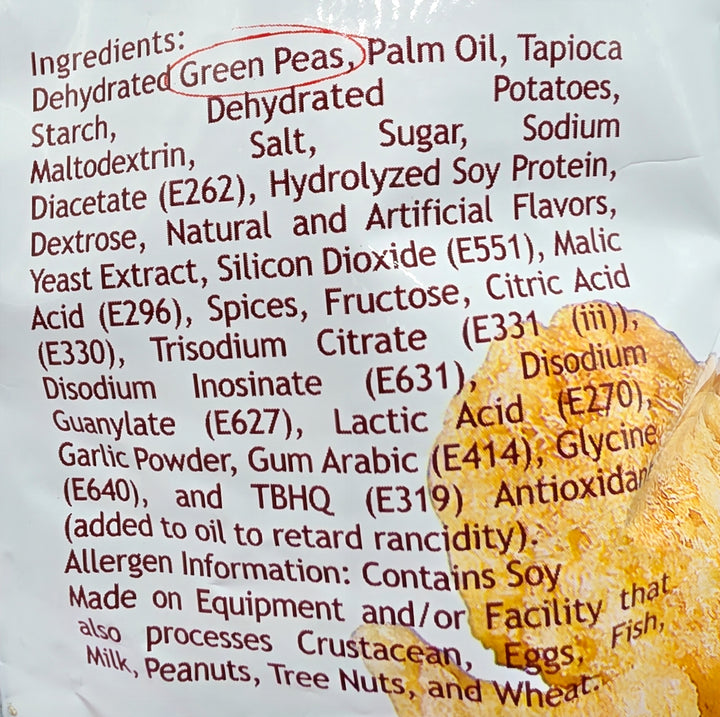 Ingredients:
Dehydrated Green Peas, Palm Oil, Tapioca
Starch, Dehydrated Potatoes,
Maltodextrin, Salt, Sugar, Sodium
Diacetate (E262), Hydrolyzed Soy Protein,
Dextrose, Natural and Artificial Flavors,
Yeast Extract, Silicon Dioxide (E551), Malic
Acid (E296), Spices, Fructose, Citric Acid
(E330), Trisodium Citrate (E331 (iii)),
Disodium Inosinate (E631), Disodium
Guanylate (E627), Lactic Acid (E270),
Garlic Powder, Gum Arabic (E414), Glycine
(E640), and TBHQ (E319) Antioxidant
(added to oil to retard rancidity).
Allergen Information: Contains Soy
Made on Equipment and/or Facility that
also processes Crustacean, Eggs, Fish,
Milk, Peanuts, Tree Nuts, and Wheat.